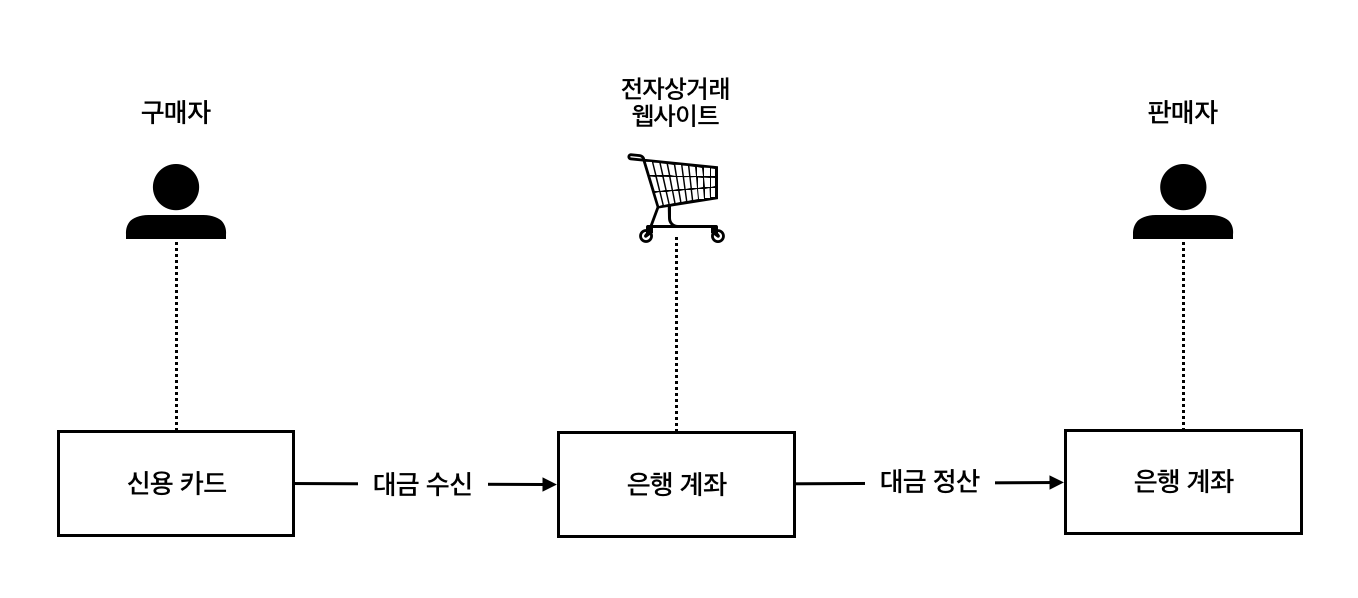 구매자
전자상거래
웹사이트
판매자
신용 카드
대금 수신
은행 계좌
대금 정산
은행 계좌